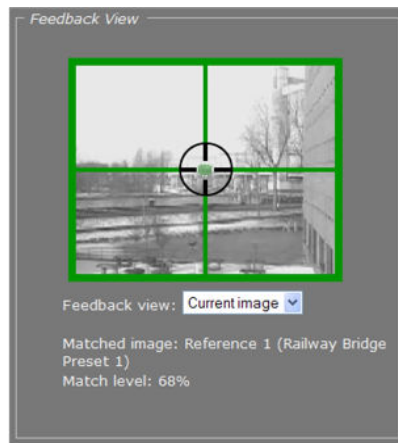 Feedback View
Feedback view: Current image
Matched image: Reference 1 (Railway Bridge
Preset 1)
Match level: 68%